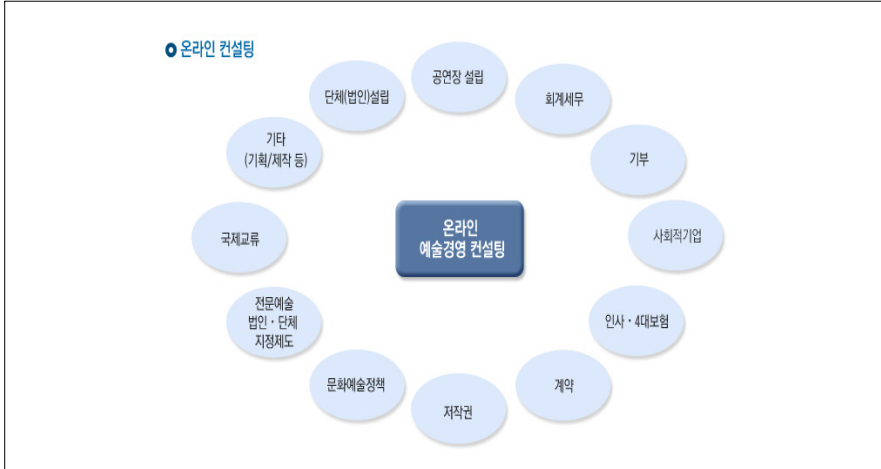 온라인 컨설팅
공연장 설립
단체(법인)설립
회계세무
기타
(기획/제작 등)
기부
국제교류
온라인
예술경영 컨설팅
사회적기업
전문예술
법인·단체
지정제도
인사·4대보험
문화예술정책
계약
저작권